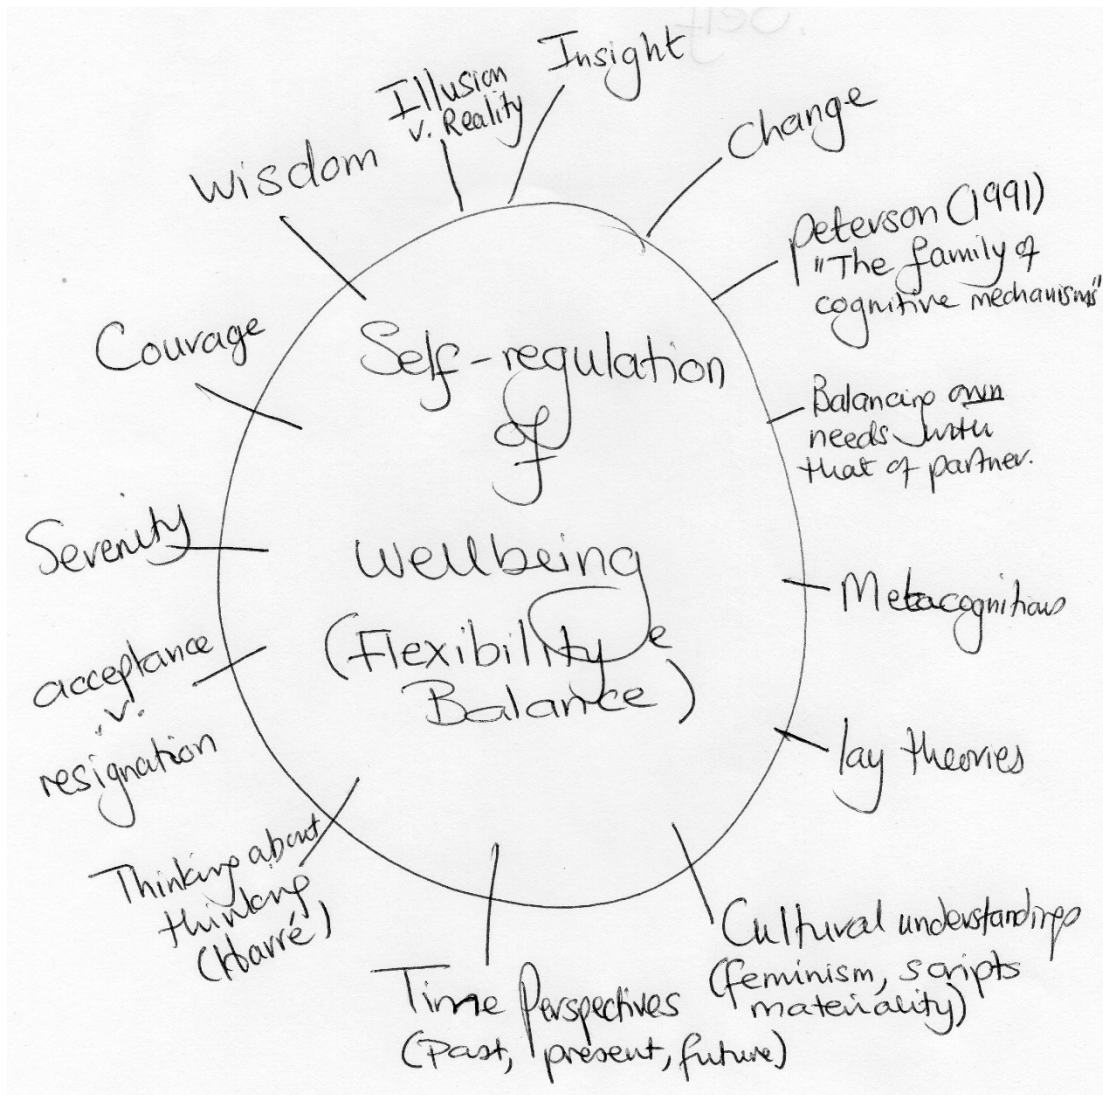 Self-regulation
of
wellbeing
(Flexibility &
Balance)
Insight
Change
Peterson (1991)
"The family of
cognitive mechanisms"
Balancing own
needs with
that of partner.
Metacognitions
lay theories
Cultural understandings
(feminism, scripts
materiality)
Time Perspectives
(Past, present, future)
Thinking about
thinking
(Harré)
acceptance
.v.
resignation
Serenity
Courage
Wisdom
Illusion
v. Reality